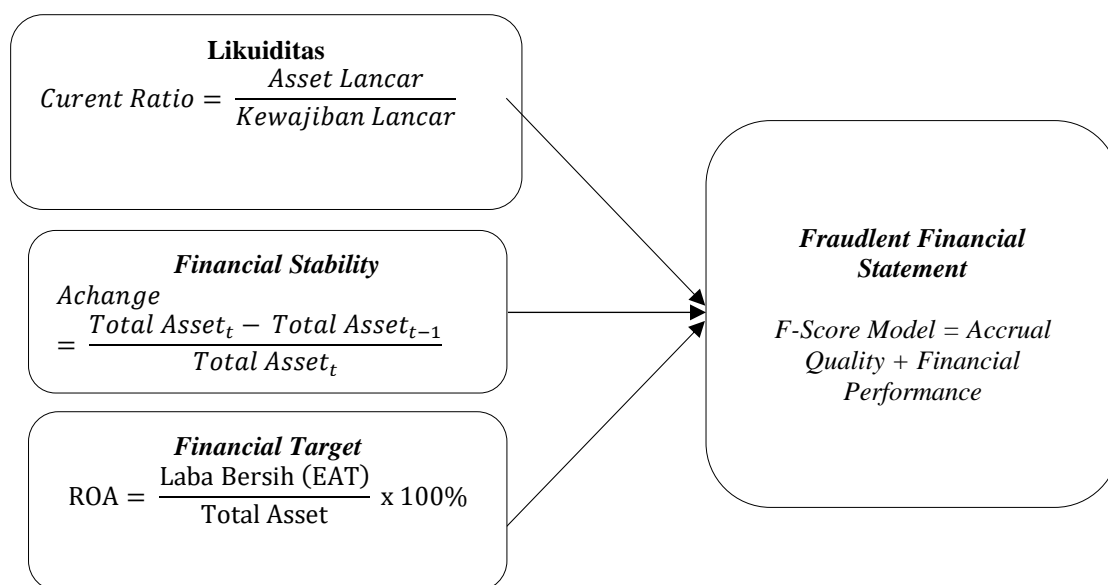 Likuiditas
Curent Ratio = Asset Lancar / Kewajiban Lancar
Financial Stability
Achange
= Total Asset_t − Total Asset_{t−1} / Total Asset_t
Financial Target
ROA = Laba Bersih (EAT) / Total Asset x 100%
Fraudlent Financial
Statement
F-Score Model = Accrual
Quality + Financial
Performance